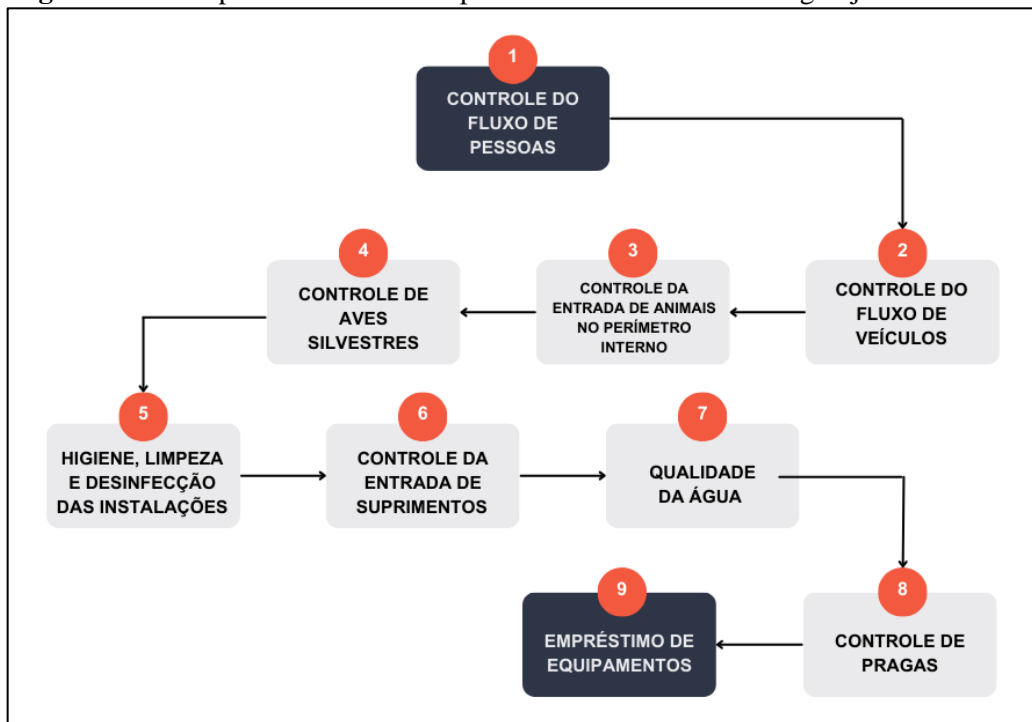 1
CONTROLE DO
FLUXO DE
PESSOAS
2
CONTROLE DO
FLUXO DE
VEÍCULOS
3
CONTROLE DA
ENTRADA DE ANIMAIS
NO PERÍMETRO
INTERNO
4
CONTROLE DE
AVES
SILVESTRES
5
HIGIENE, LIMPEZA
E DESINFECÇÃO
DAS INSTALAÇÕES
6
CONTROLE DA
ENTRADA DE
SUPRIMENTOS
7
QUALIDADE
DA ÁGUA
8
CONTROLE DE
PRAGAS
9
EMPRÉSTIMO DE
EQUIPAMENTOS